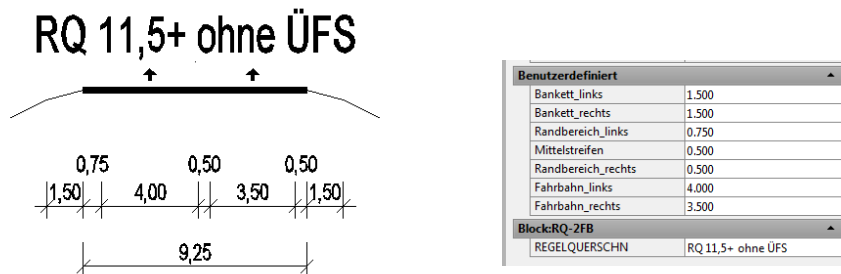 RQ 11,5+ ohne ÜFS
0,75 0,50 0,50
1,50 4,00 3,50 1,50
9,25
Benutzerdefiniert
Bankett_links 1.500
Bankett_rechts 1.500
Randbereich_links 0.750
Mittelstreifen 0.500
Randbereich_rechts 0.500
Fahrbahn_links 4.000
Fahrbahn_rechts 3.500
Block:RQ-2FB
REGELQUERSCHN RQ 11,5+ ohne ÜFS